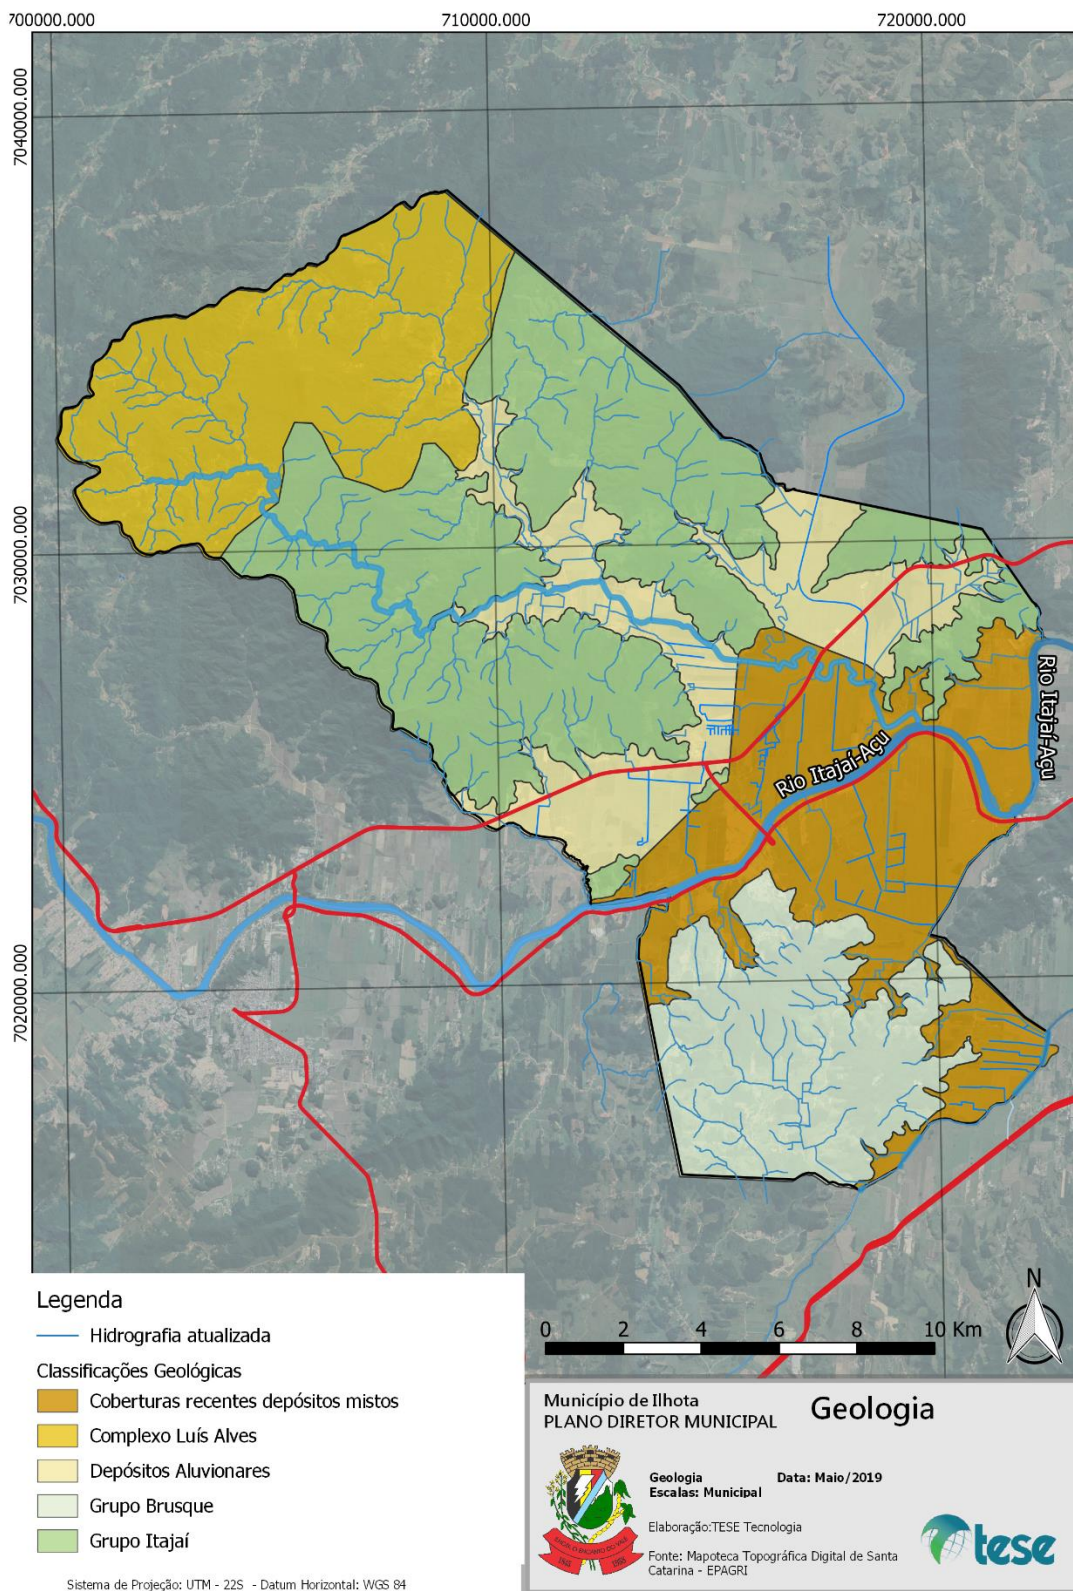 700000.000
710000.000
720000.000
7040000.000
7030000.000
7020000.000
Rio Itajaí-Açu
Rio Itajaí-Açu
Legenda
Hidrografia atualizada
Classificações Geológicas
Coberturas recentes depósitos mistos
Complexo Luís Alves
Depósitos Aluvionares
Grupo Brusque
Grupo Itajaí
Sistema de Projeção: UTM - 22S - Datum Horizontal: WGS 84
N
0 2 4 6 8 10 Km
Município de Ilhota
PLANO DIRETOR MUNICIPAL
Geologia
Geologia
Data: Maio/2019
Escalas: Municipal
Elaboração:TESE Tecnologia
Fonte: Mapoteca Topográfica Digital de Santa
Catarina - EPAGRI
tese